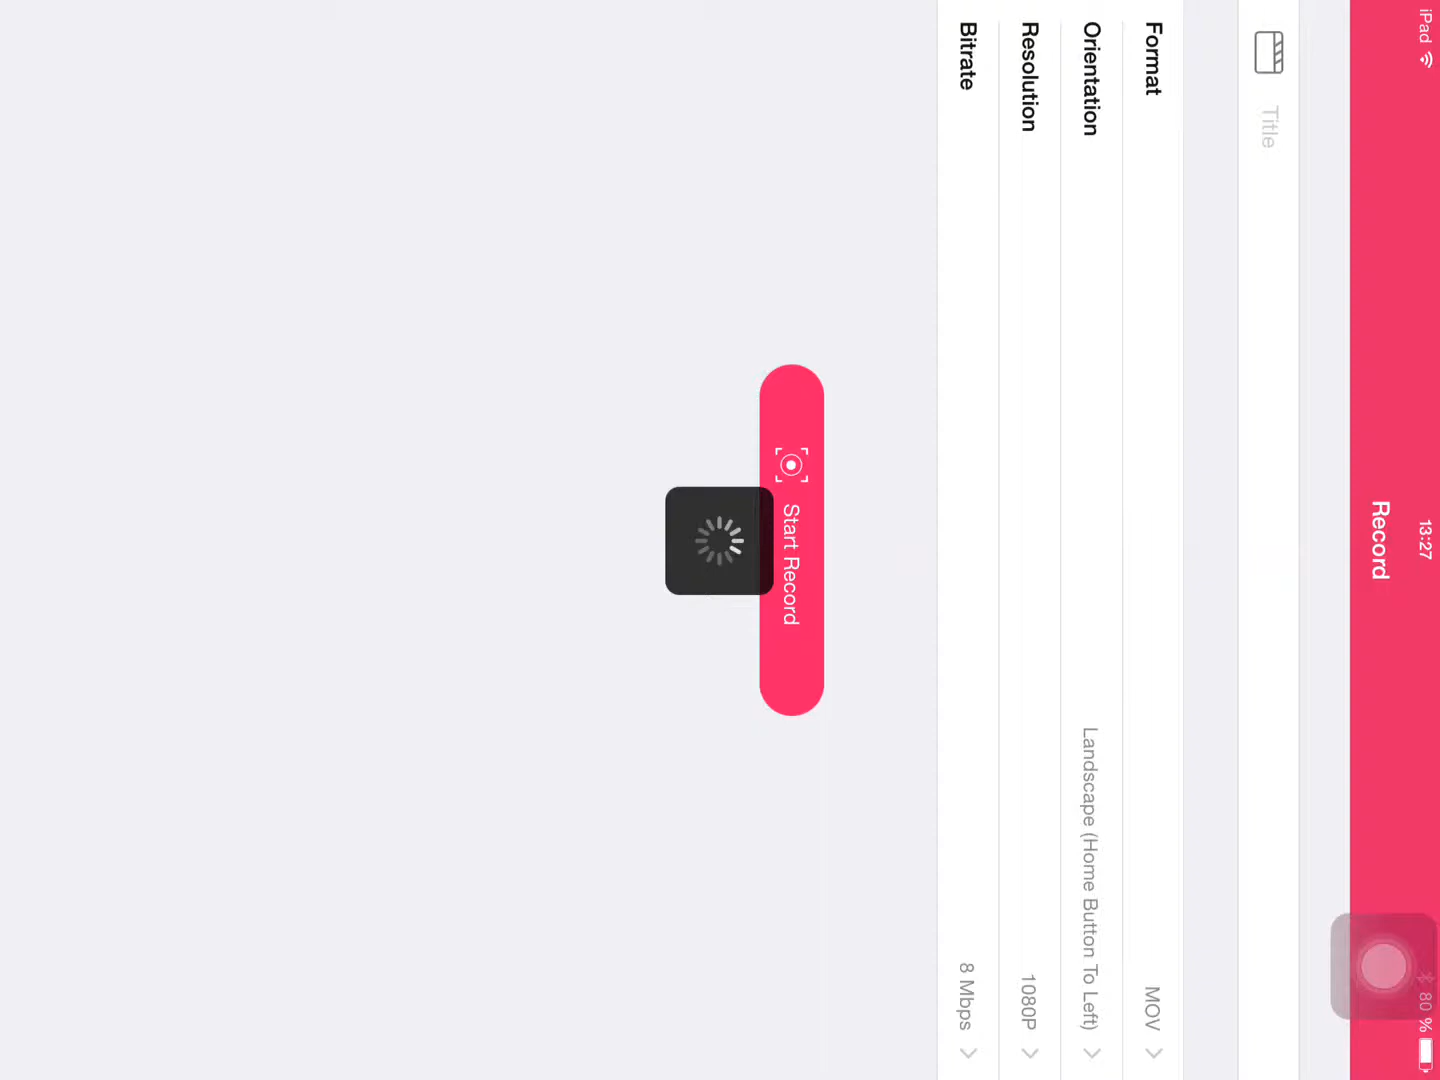 iPad 13:27 80 %
Record
Title
Format MOV
Orientation Landscape (Home Button To Left)
Resolution 1080P
Bitrate 8 Mbps
Start Record